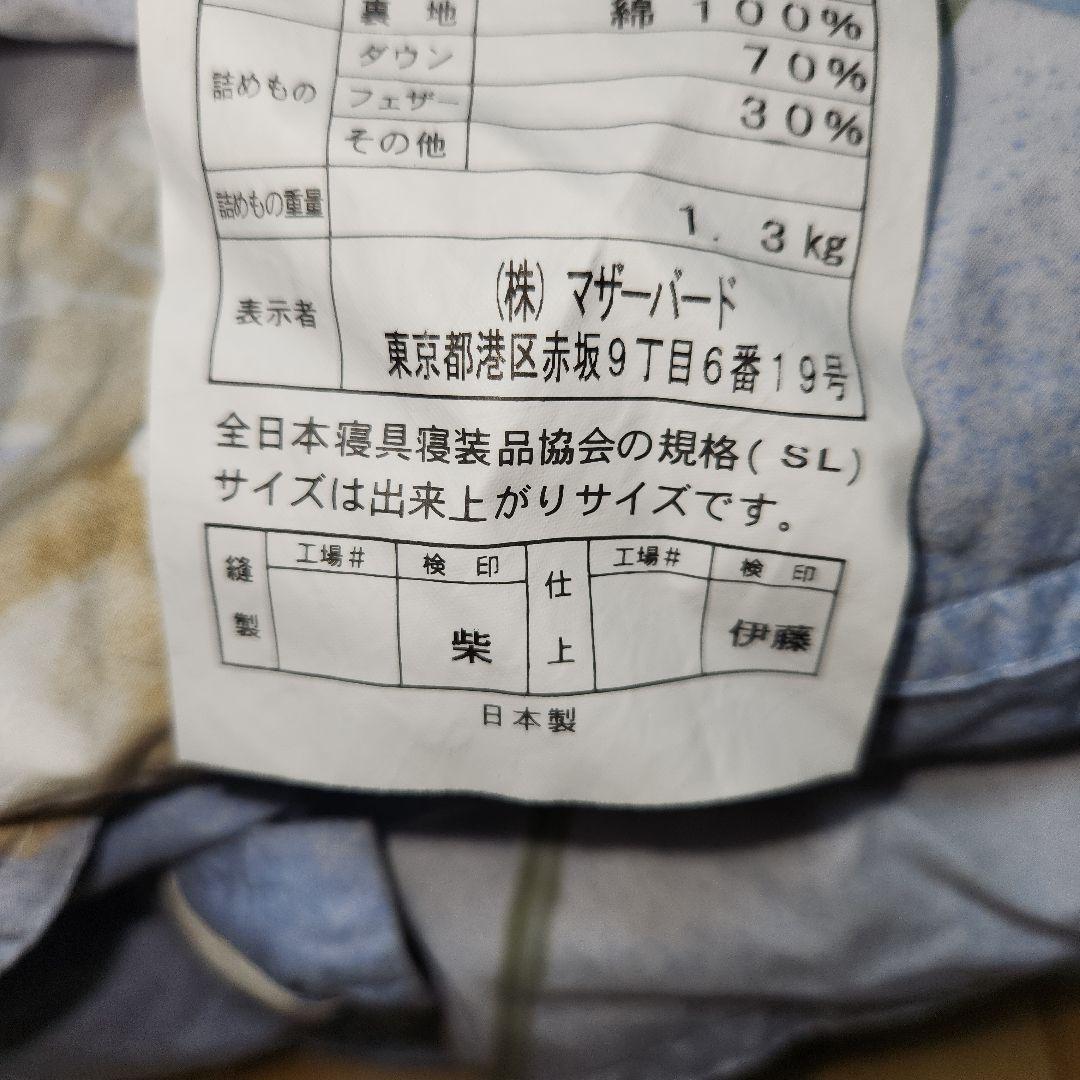 裏 地 綿 100%
詰めもの ダウン 70%
フェザー 30%
その他
詰めもの重量 1.3kg
表示者 (株) マザーバード
東京都港区赤坂9丁目6番19号
全日本寝具寝装品協会の規格(SL)
サイズは出来上がりサイズです。
縫製 工場# 検 印 仕上 工場# 検 印
柴 伊藤
日本製